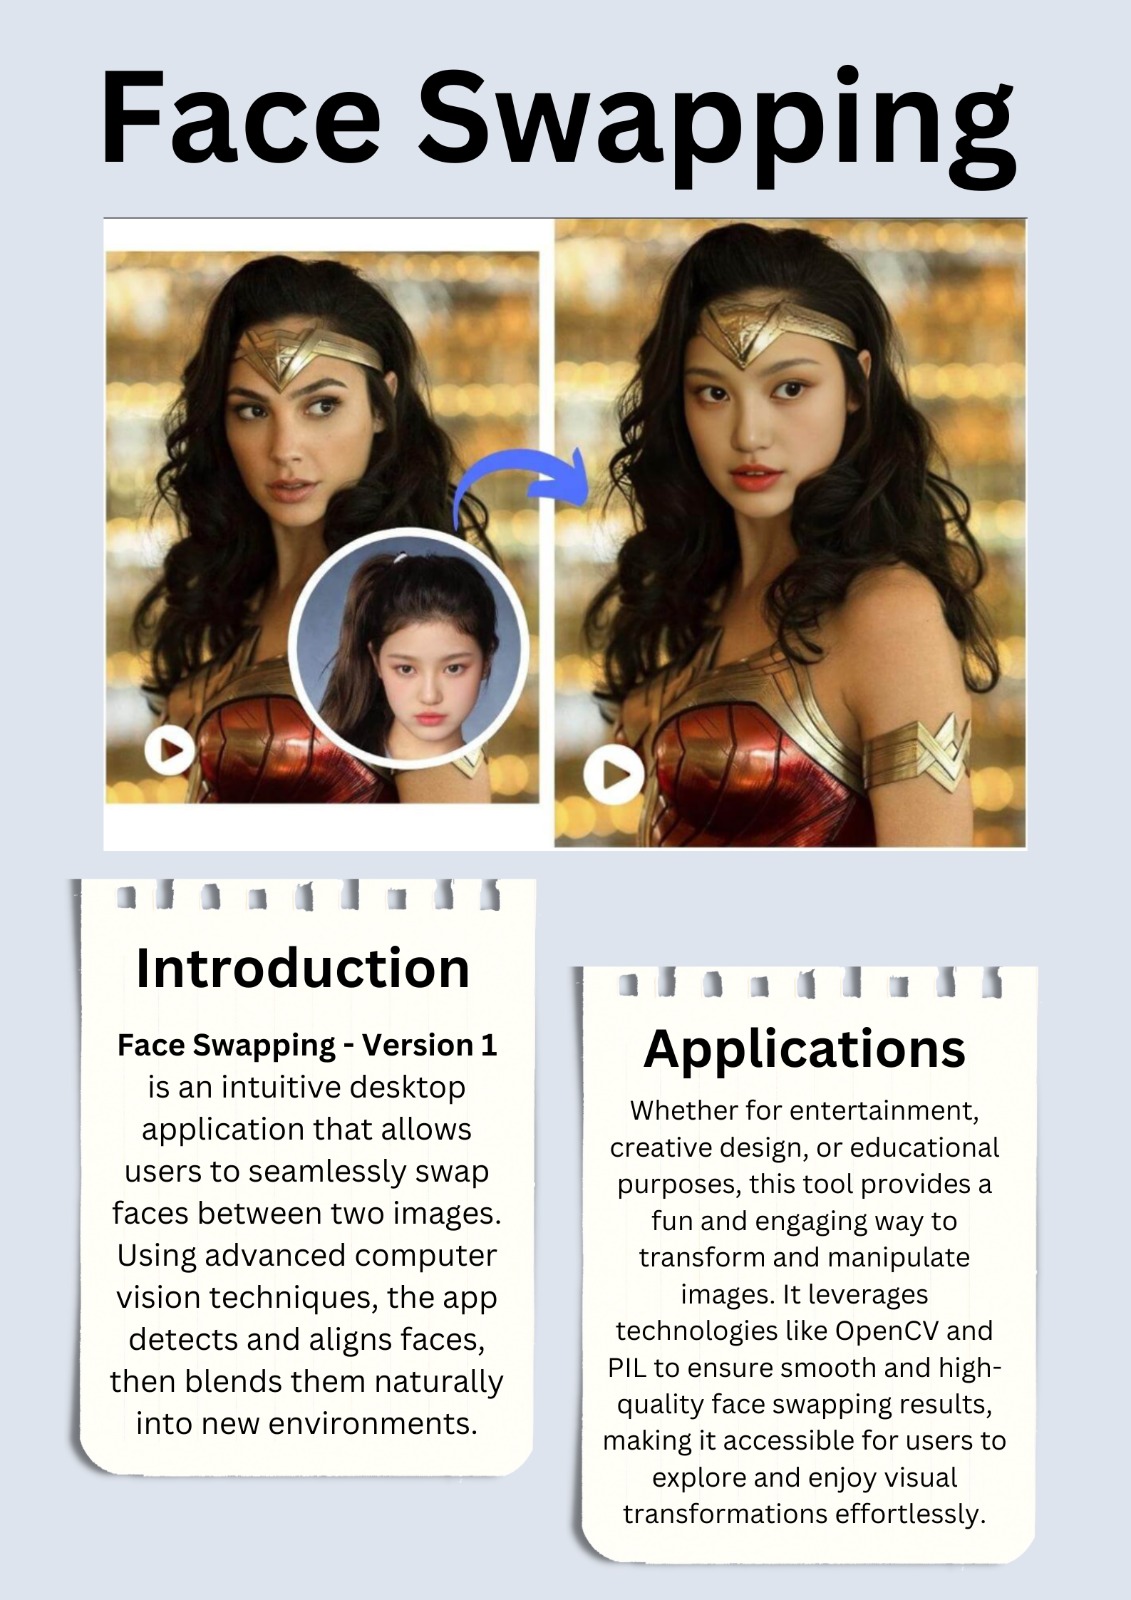 Face Swapping
Introduction
Face Swapping - Version 1
is an intuitive desktop
application that allows
users to seamlessly swap
faces between two images.
Using advanced computer
vision techniques, the app
detects and aligns faces,
then blends them naturally
into new environments.
Applications
Whether for entertainment,
creative design, or educational
purposes, this tool provides a
fun and engaging way to
transform and manipulate
images. It leverages
technologies like OpenCV and
PIL to ensure smooth and high-
quality face swapping results,
making it accessible for users to
explore and enjoy visual
transformations effortlessly.